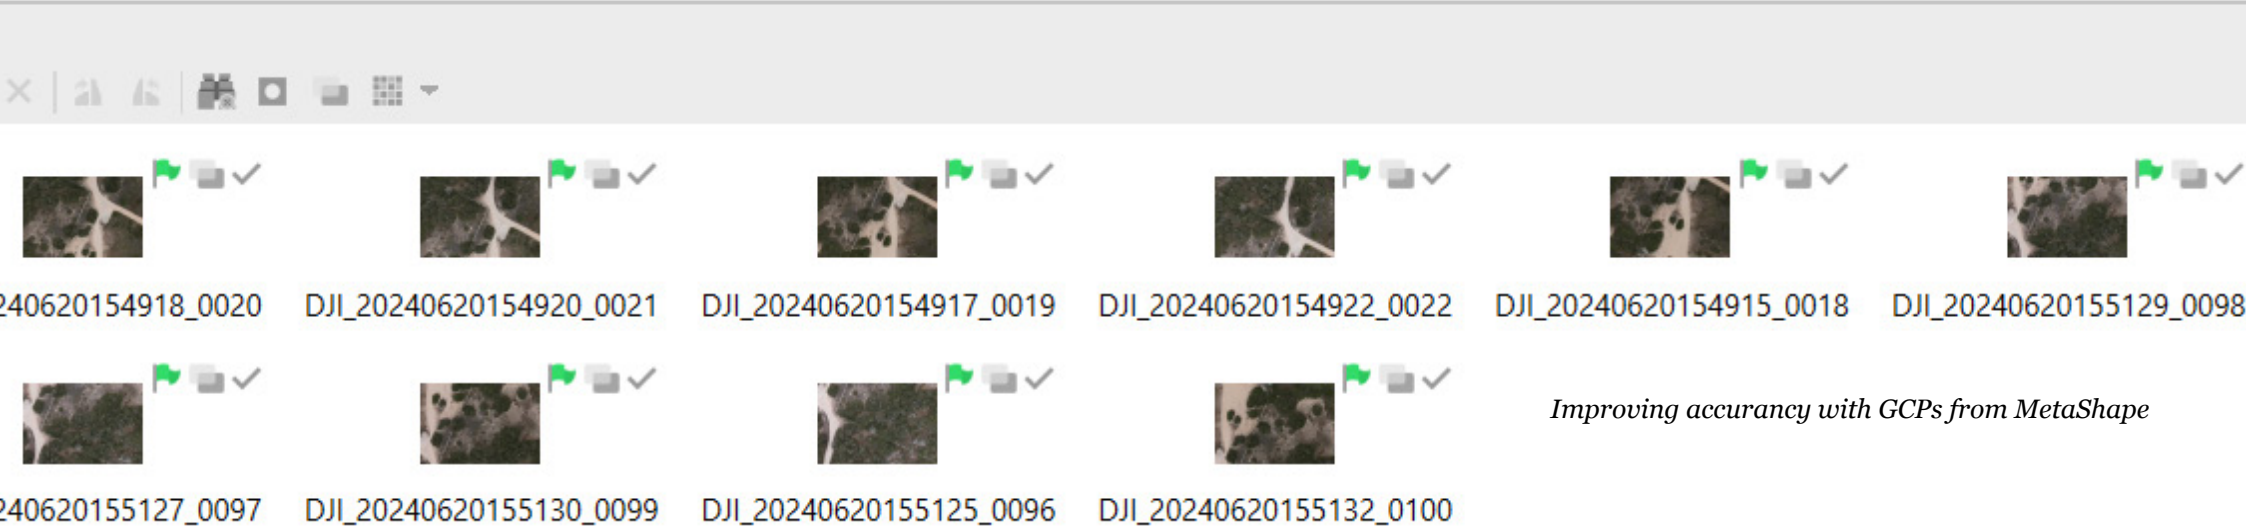 240620154918_0020 DJI_20240620154920_0021 DJI_20240620154917_0019 DJI_20240620154922_0022 DJI_20240620154915_0018 DJI_20240620155129_0098
Improving accurancy with GCPs from MetaShape
240620155127_0097 DJI_20240620155130_0099 DJI_20240620155125_0096 DJI_20240620155132_0100